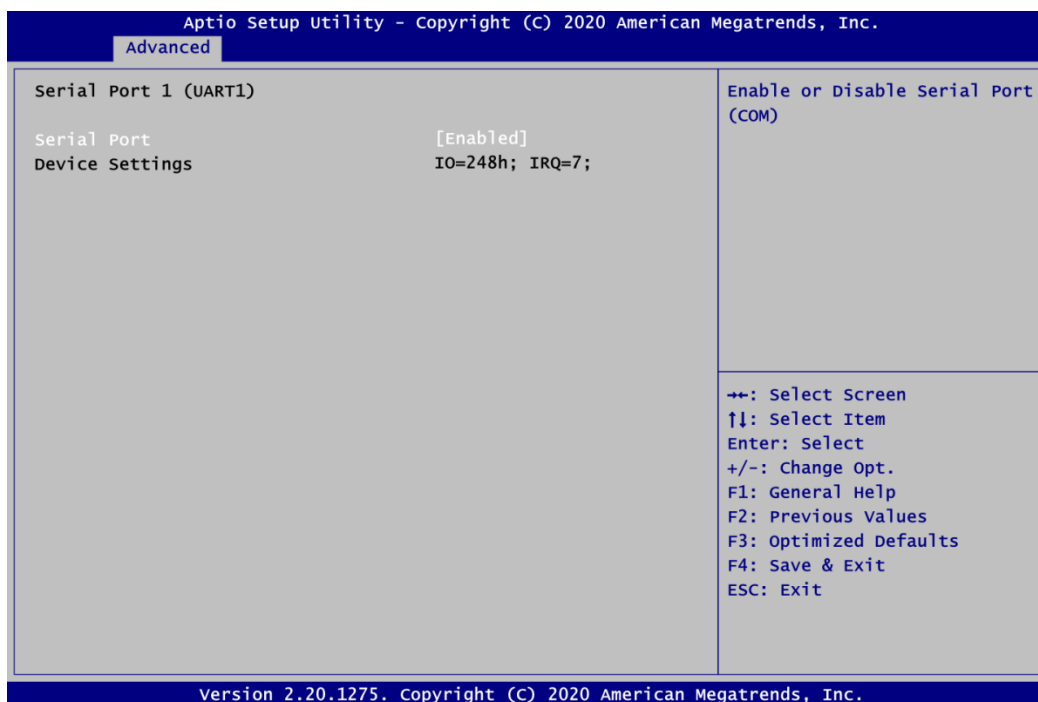 Aptio Setup Utility - Copyright (C) 2020 American Megatrends, Inc.
Advanced
Serial Port 1 (UART1)
Serial Port [Enabled]
Device Settings IO=248h; IRQ=7;
Enable or Disable Serial Port
(COM)
→←: Select Screen
↑↓: Select Item
Enter: Select
+/-: Change Opt.
F1: General Help
F2: Previous Values
F3: Optimized Defaults
F4: Save & Exit
ESC: Exit
Version 2.20.1275. Copyright (C) 2020 American Megatrends, Inc.